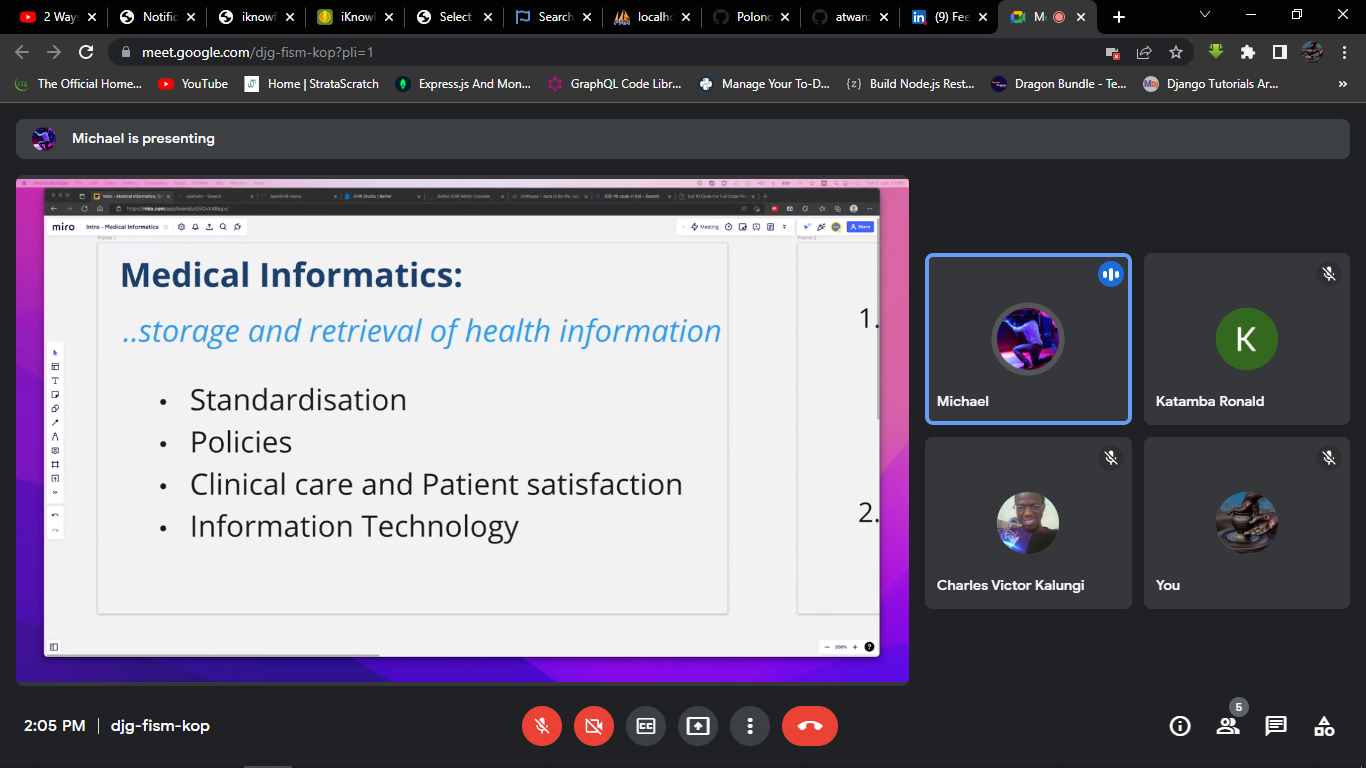 2 Way
Notific
iknowf
iKnowl
Select
Search
localho
Polono
atwan
(9) Fee
M
meet.google.com/djg-fism-kop?pli=1
The Official Home...
YouTube
Home | StrataScratch
Express.js And Mon...
GraphQL Code Libr...
Manage Your To-D...
Build Node.js Rest...
Dragon Bundle - Te...
Django Tutorials Ar...
Michael is presenting
miro
Intro - Medical Informatics
Meeting
Share
Frame 1
Frame 2
Medical Informatics:
..storage and retrieval of health information
• Standardisation
• Policies
• Clinical care and Patient satisfaction
• Information Technology
1.
2.
200%
Michael
K
Katamba Ronald
Charles Victor Kalungi
You
2:05 PM | djg-fism-kop
5